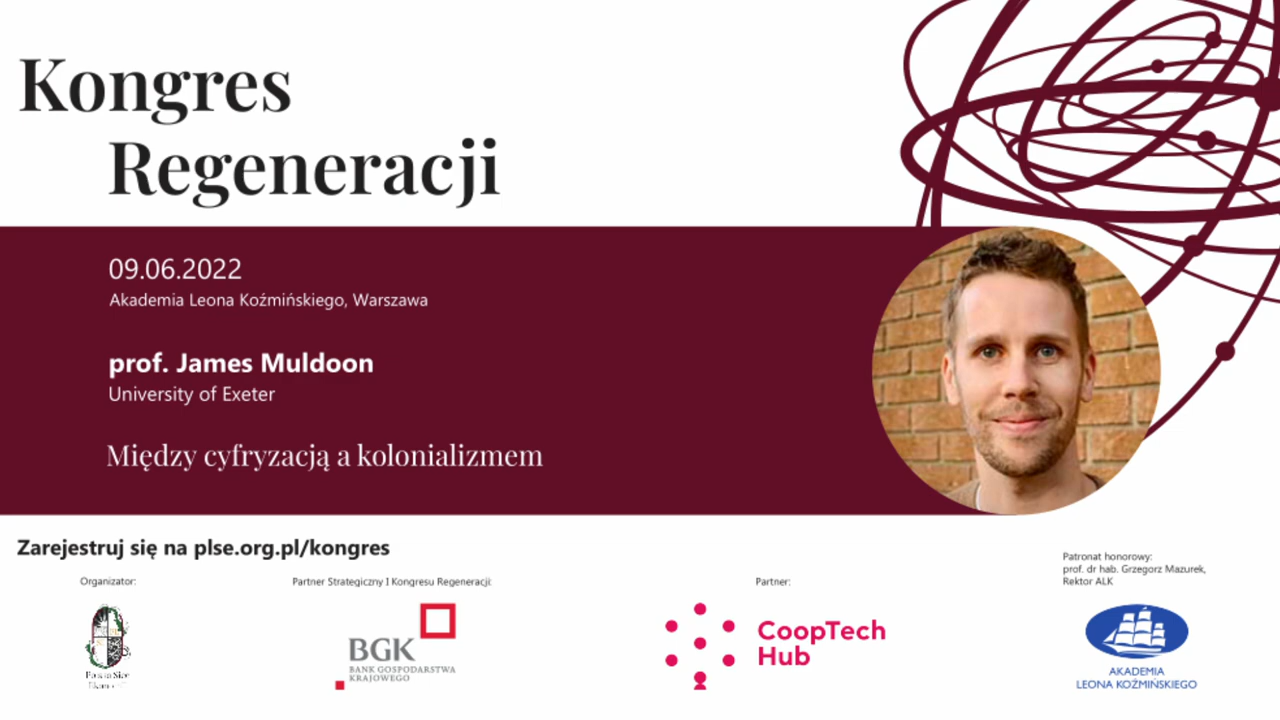 Kongres
Regeneracji
09.06.2022
Akademia Leona Koźmińskiego, Warszawa
prof. James Muldoon
University of Exeter
Między cyfryzacją a kolonializmem
Zarejestruj się na plse.org.pl/kongres
Organizator:
Partner Strategiczny I Kongresu Regeneracji:
BGK
BANK GOSPODARSTWA
KRAJOWEGO
Partner:
CoopTech
Hub
Patronat honorowy:
prof. dr hab. Grzegorz Mazurek,
Rektor ALK
AKADEMIA
LEONA KOŹMIŃSKIEGO